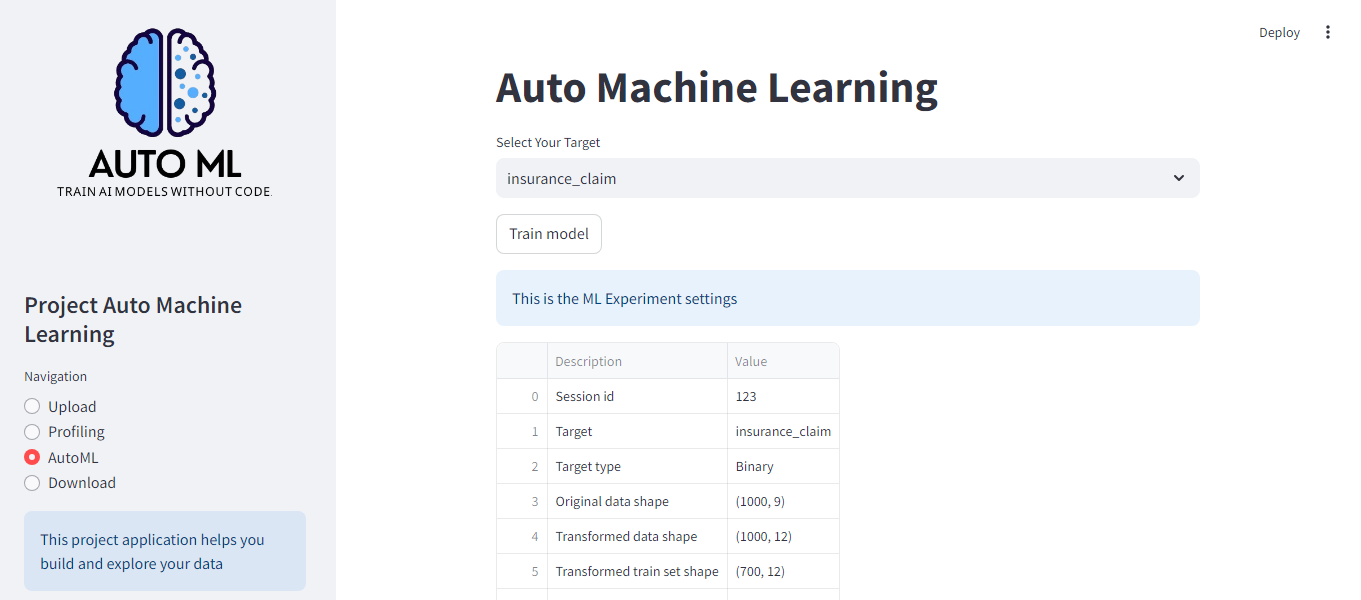 AUTO ML
TRAIN AI MODELS WITHOUT CODE.
Project Auto Machine
Learning
Navigation
Upload
Profiling
AutoML
Download
This project application helps you
build and explore your data
Deploy
Auto Machine Learning
Select Your Target
insurance_claim
Train model
This is the ML Experiment settings
Description Value
0 Session id 123
1 Target insurance_claim
2 Target type Binary
3 Original data shape (1000, 9)
4 Transformed data shape (1000, 12)
5 Transformed train set shape (700, 12)